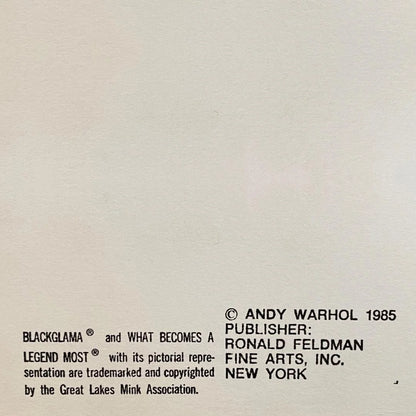 BLACKGLAMA® and WHAT BECOMES A
LEGEND MOST® with its pictorial repre-
sentation are trademarked and copyrighted
by the Great Lakes Mink Association.
© ANDY WARHOL 1985
PUBLISHER:
RONALD FELDMAN
FINE ARTS, INC.
NEW YORK